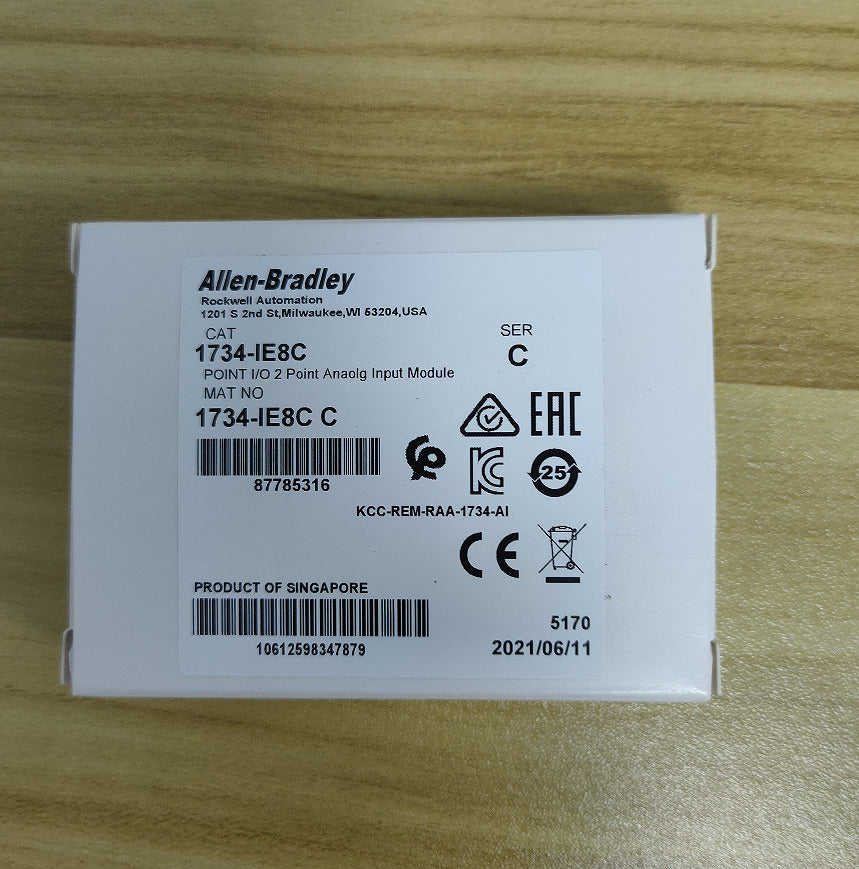 Allen-Bradley
Rockwell Automation
1201 S 2nd St,Milwaukee,WI 53204,USA
CAT
SER
1734-IE8C
C
POINT I/O 2 Point Anaolg Input Module
MAT NO
1734-IE8C C
EAC
87785316
KC
25
KCC-REM-RAA-1734-AI
CE
PRODUCT OF SINGAPORE
5170
10612598347879
2021/06/11